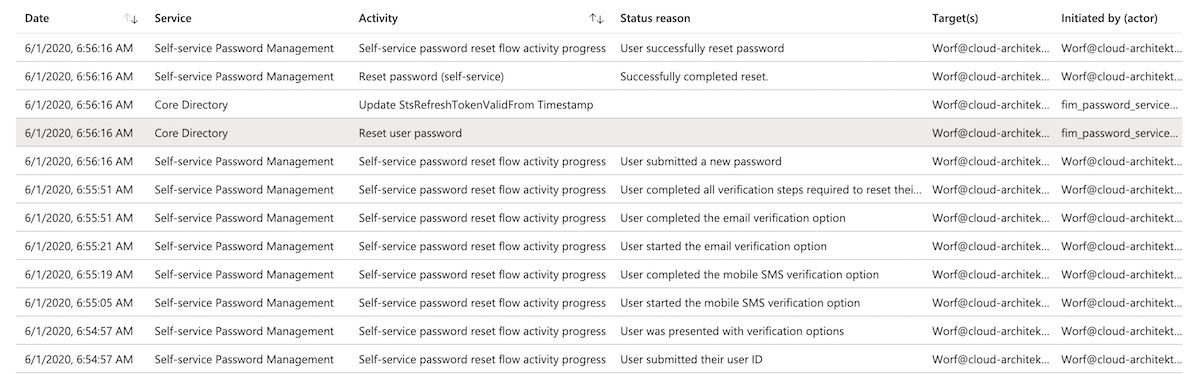 Date Service Activity Status reason Target(s) Initiated by (actor)
6/1/2020, 6:56:16 AM Self-service Password Management Self-service password reset flow activity progress User successfully reset password Worf@cloud-architek... Worf@cloud-architekt...
6/1/2020, 6:56:16 AM Self-service Password Management Reset password (self-service) Successfully completed reset. Worf@cloud-architek... Worf@cloud-architekt...
6/1/2020, 6:56:16 AM Core Directory Update StsRefreshTokenValidFrom Timestamp Worf@cloud-architek... fim_password_service...
6/1/2020, 6:56:16 AM Core Directory Reset user password Worf@cloud-architek... fim_password_service...
6/1/2020, 6:56:16 AM Self-service Password Management Self-service password reset flow activity progress User submitted a new password Worf@cloud-architek... Worf@cloud-architekt...
6/1/2020, 6:55:51 AM Self-service Password Management Self-service password reset flow activity progress User completed all verification steps required to reset thei... Worf@cloud-architek... Worf@cloud-architekt...
6/1/2020, 6:55:51 AM Self-service Password Management Self-service password reset flow activity progress User completed the email verification option Worf@cloud-architek... Worf@cloud-architekt...
6/1/2020, 6:55:21 AM Self-service Password Management Self-service password reset flow activity progress User started the email verification option Worf@cloud-architek... Worf@cloud-architekt...
6/1/2020, 6:55:19 AM Self-service Password Management Self-service password reset flow activity progress User completed the mobile SMS verification option Worf@cloud-architek... Worf@cloud-architekt...
6/1/2020, 6:55:05 AM Self-service Password Management Self-service password reset flow activity progress User started the mobile SMS verification option Worf@cloud-architek... Worf@cloud-architekt...
6/1/2020, 6:54:57 AM Self-service Password Management Self-service password reset flow activity progress User was presented with verification options Worf@cloud-architek... Worf@cloud-architekt...
6/1/2020, 6:54:57 AM Self-service Password Management Self-service password reset flow activity progress User submitted their user ID Worf@cloud-architek... Worf@cloud-architekt...